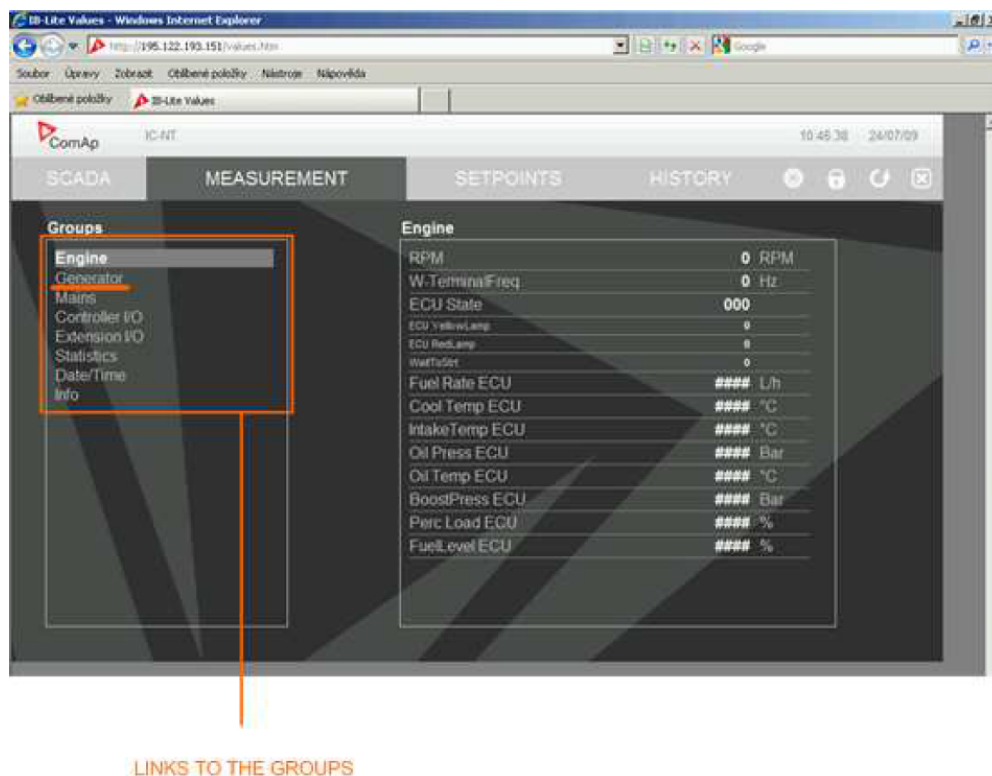 IB-Lite Values - Windows Internet Explorer
http://195.122.193.151/values.htm
Google
Soubor Úpravy Zobrazit Oblíbené položky Nástroje Nápověda
Oblíbené položky IB-Lite Values
ComAp IC-NT 10:46:38 24/07/09
SCADA MEASUREMENT SETPOINTS HISTORY
Groups
Engine
Generator
Mains
Controller I/O
Extension I/O
Statistics
Date/Time
Info
Engine
RPM 0 RPM
W-TerminalFreq 0 Hz
ECU State 000
ECU YellowLamp 0
ECU RedLamp 0
WaitToStrt 0
Fuel Rate ECU #### L/h
Cool Temp ECU #### °C
IntakeTemp ECU #### °C
Oil Press ECU #### Bar
Oil Temp ECU #### °C
BoostPress ECU #### Bar
Perc Load ECU #### %
FuelLevel ECU #### %
LINKS TO THE GROUPS